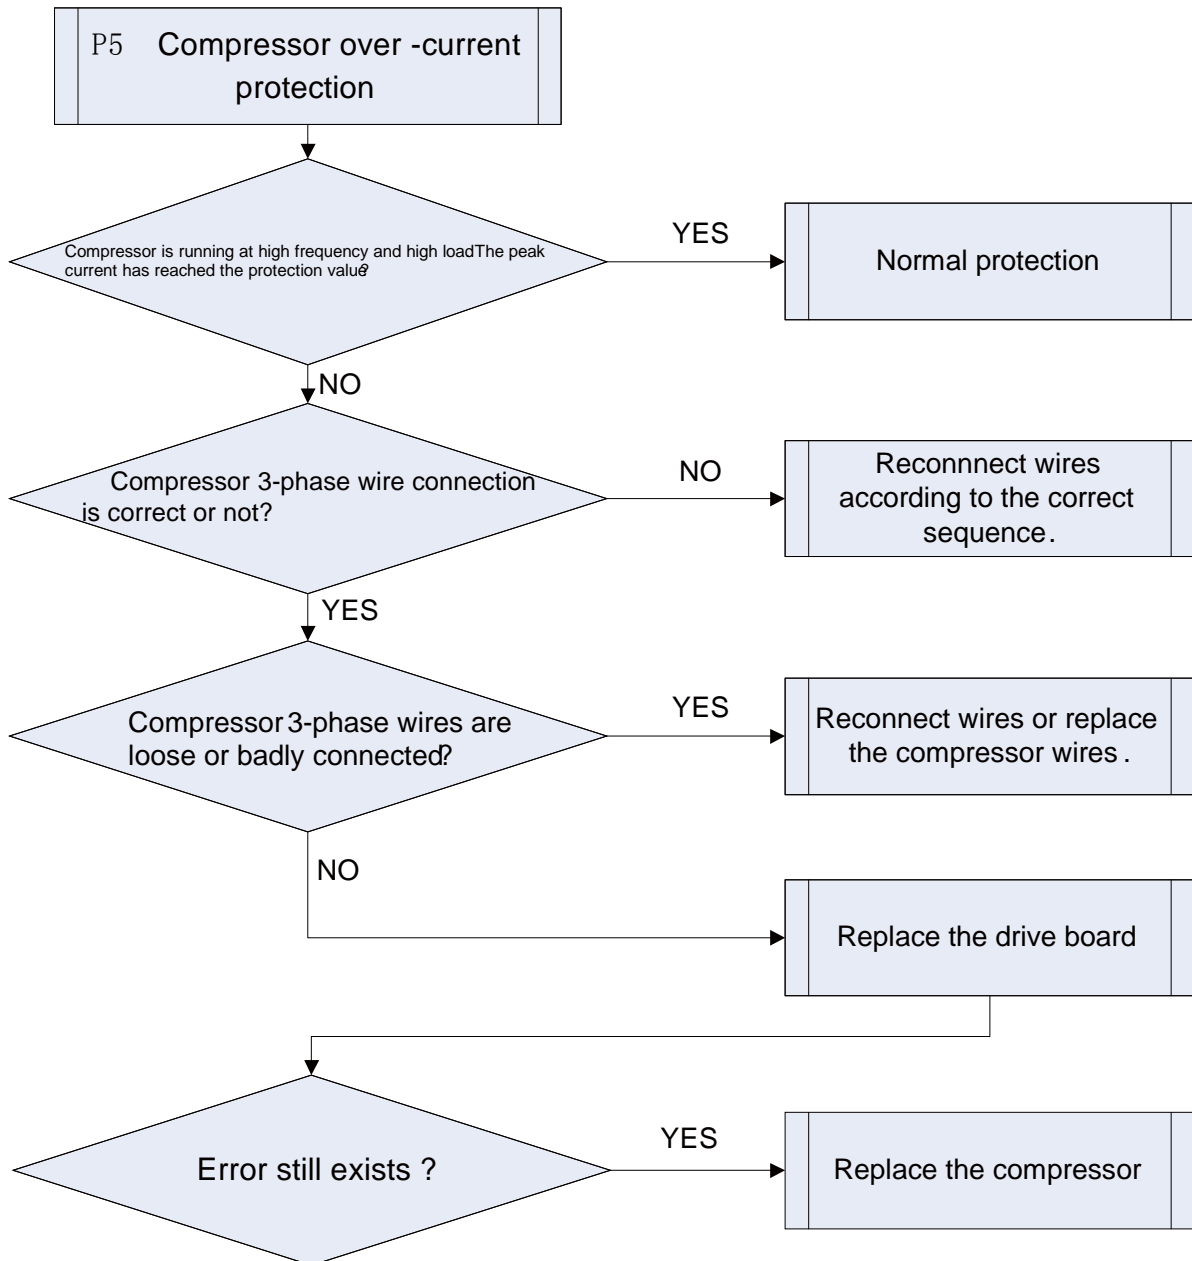 P5 Compressor over -current
protection
Compressor is running at high frequency and high loadThe peak
current has reached the protection value?
YES
Normal protection
NO
Compressor 3-phase wire connection
is correct or not?
NO
Reconnnect wires
according to the correct
sequence.
YES
Compressor 3-phase wires are
loose or badly connected?
YES
Reconnect wires or replace
the compressor wires .
NO
Replace the drive board
Error still exists ?
YES
Replace the compressor